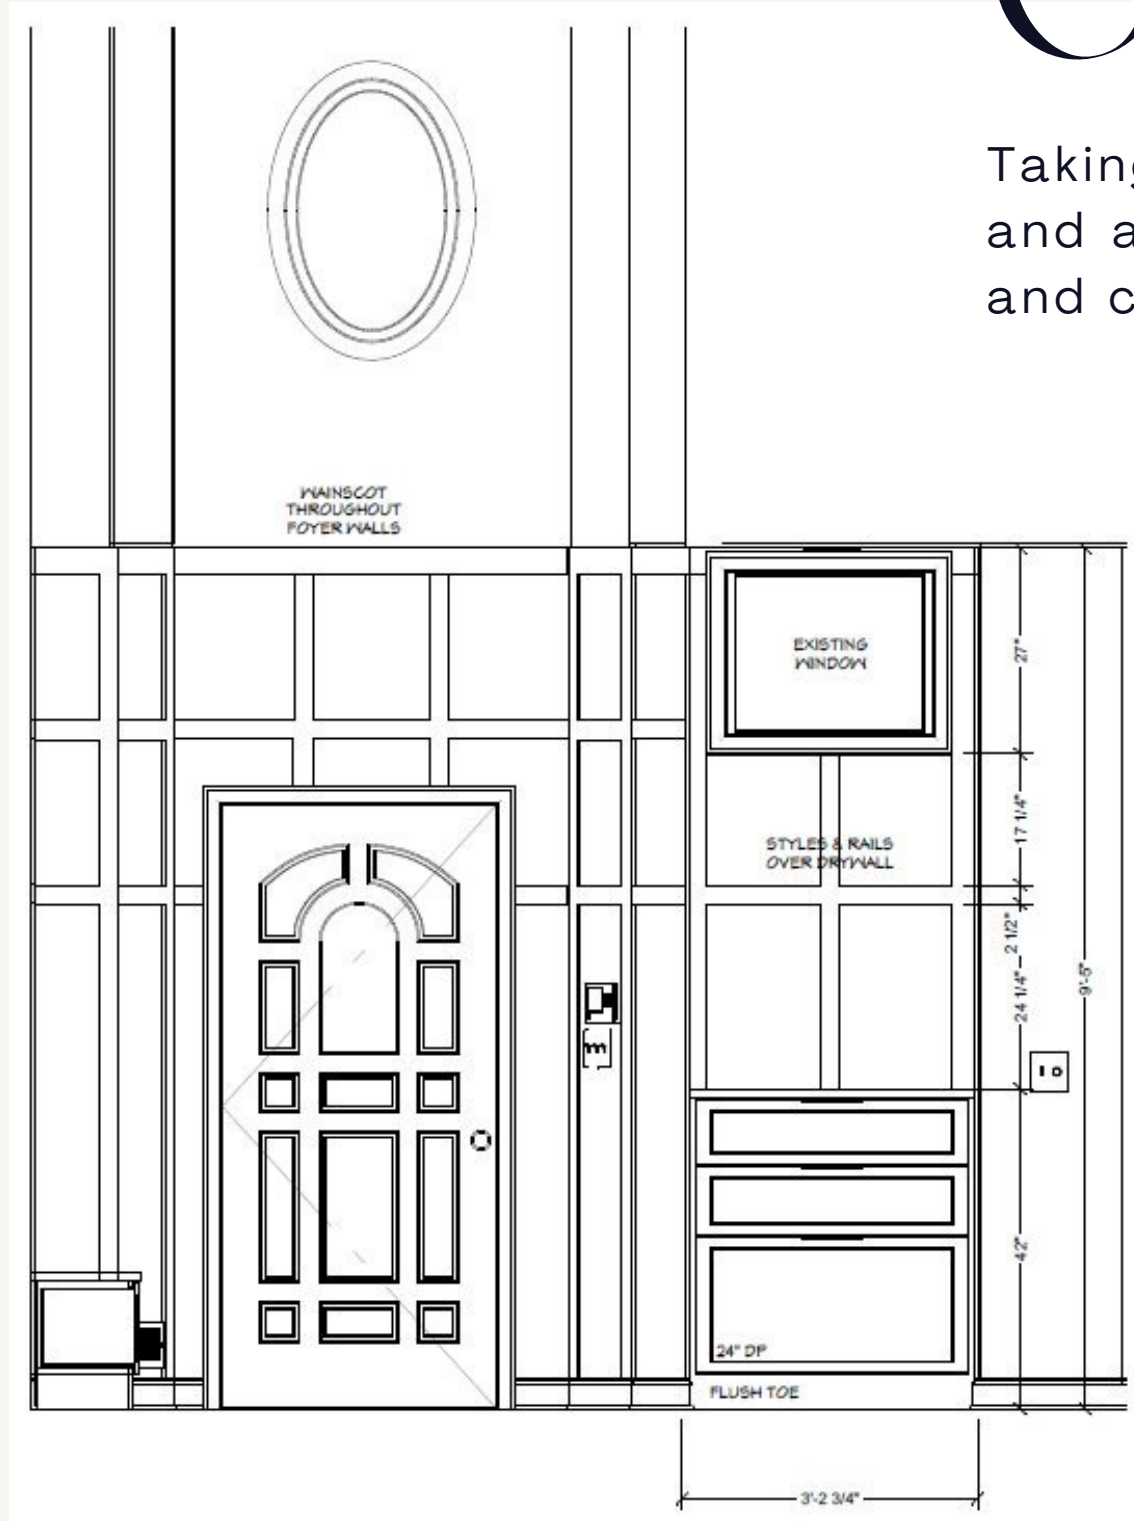 Taking
and a
and c
WAINSCOT
THROUGHOUT
FOYER WALLS
EXISTING
WINDOW
27"
STYLES & RAILS
OVER DRYWALL
17 1/4"
2 1/2"
24 1/4"
9'-5"
42"
24" DP
FLUSH TOE
3'-2 3/4"